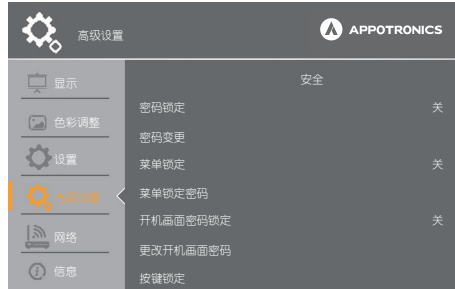 高级设置
APPOTRONICS
显示
色彩调整
设置
网络
信息
安全
密码锁定 关
密码变更
菜单锁定 关
菜单锁定密码
开机画面密码锁定 关
更改开机画面密码
按键锁定